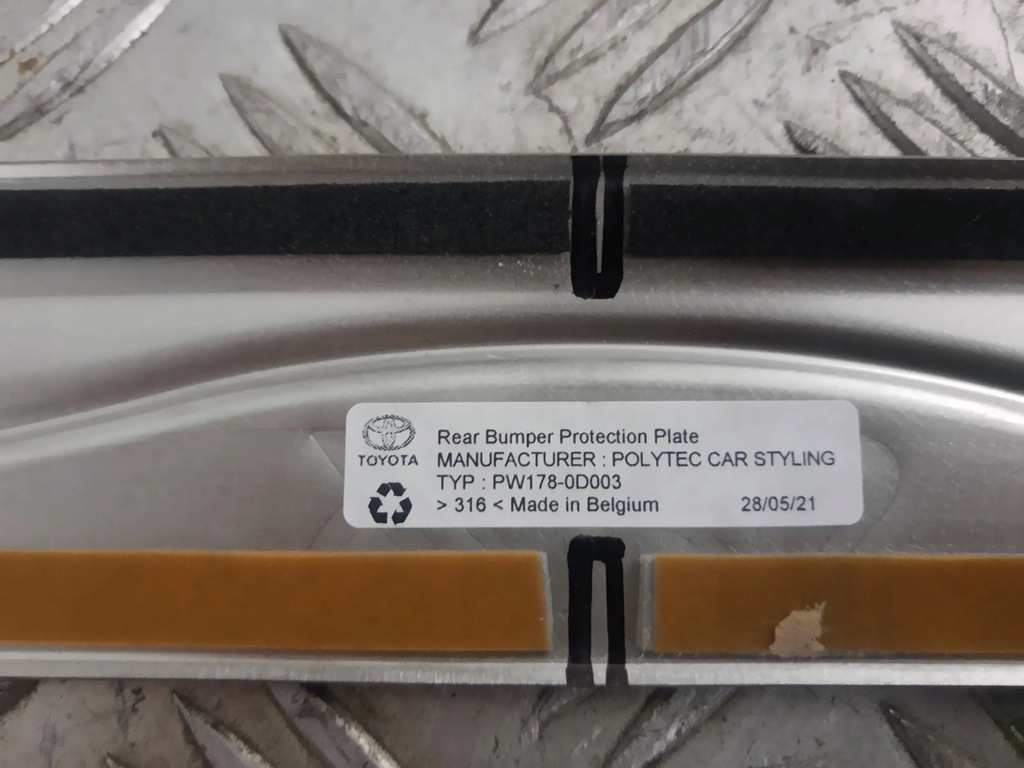 TOYOTA
Rear Bumper Protection Plate
MANUFACTURER : POLYTEC CAR STYLING
TYP : PW178-0D003
> 316 < Made in Belgium 28/05/21